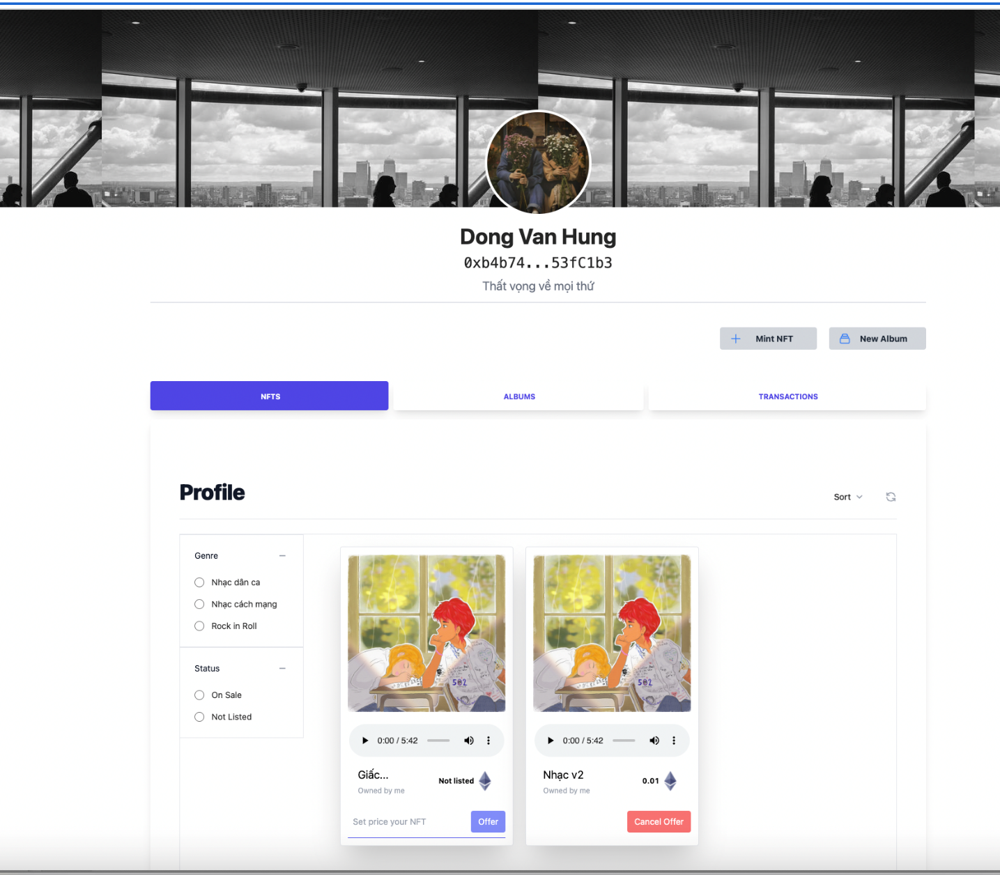 Dong Van Hung
0xb4b74...53fC1b3
Thất vọng về mọi thứ
Mint NFT
New Album
NFTS
ALBUMS
TRANSACTIONS
Profile
Sort
Genre
Nhạc dân ca
Nhạc cách mạng
Rock in Roll
Status
On Sale
Not Listed
502
0:00 / 5:42
Giấc...
Not listed
Owned by me
Set price your NFT
Offer
502
0:00 / 5:42
Nhạc v2
0.01
Owned by me
Cancel Offer